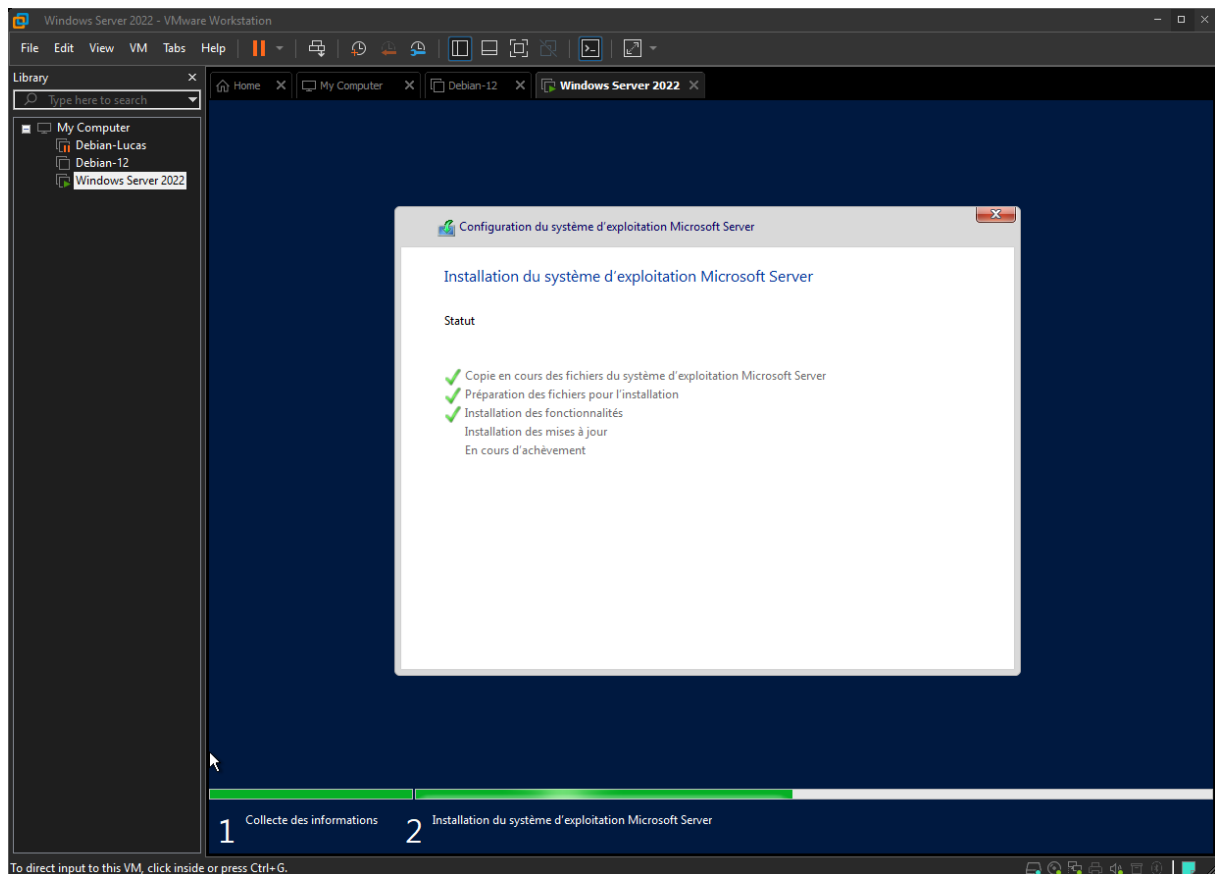 Windows Server 2022 - VMware Workstation
File Edit View VM Tabs Help
Library
Type here to search
Home My Computer Debian-12 Windows Server 2022
My Computer
Debian-Lucas
Debian-12
Windows Server 2022
Configuration du système d'exploitation Microsoft Server
Installation du système d'exploitation Microsoft Server
Statut
Copie en cours des fichiers du système d'exploitation Microsoft Server
Préparation des fichiers pour l'installation
Installation des fonctionnalités
Installation des mises à jour
En cours d'achèvement
1 Collecte des informations 2 Installation du système d'exploitation Microsoft Server
To direct input to this VM, click inside or press Ctrl+G.